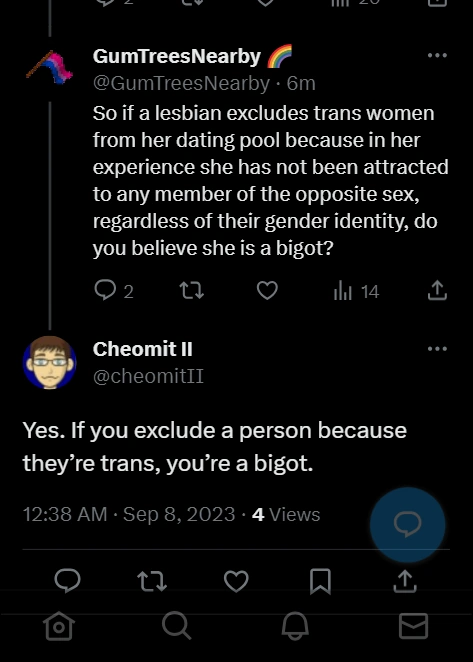 2
20
GumTreesNearby 🌈
@GumTreesNearby · 6m
So if a lesbian excludes trans women
from her dating pool because in her
experience she has not been attracted
to any member of the opposite sex,
regardless of their gender identity, do
you believe she is a bigot?
2
14
Cheomit II
@cheomitII
Yes. If you exclude a person because
they’re trans, you’re a bigot.
12:38 AM · Sep 8, 2023 · 4 Views